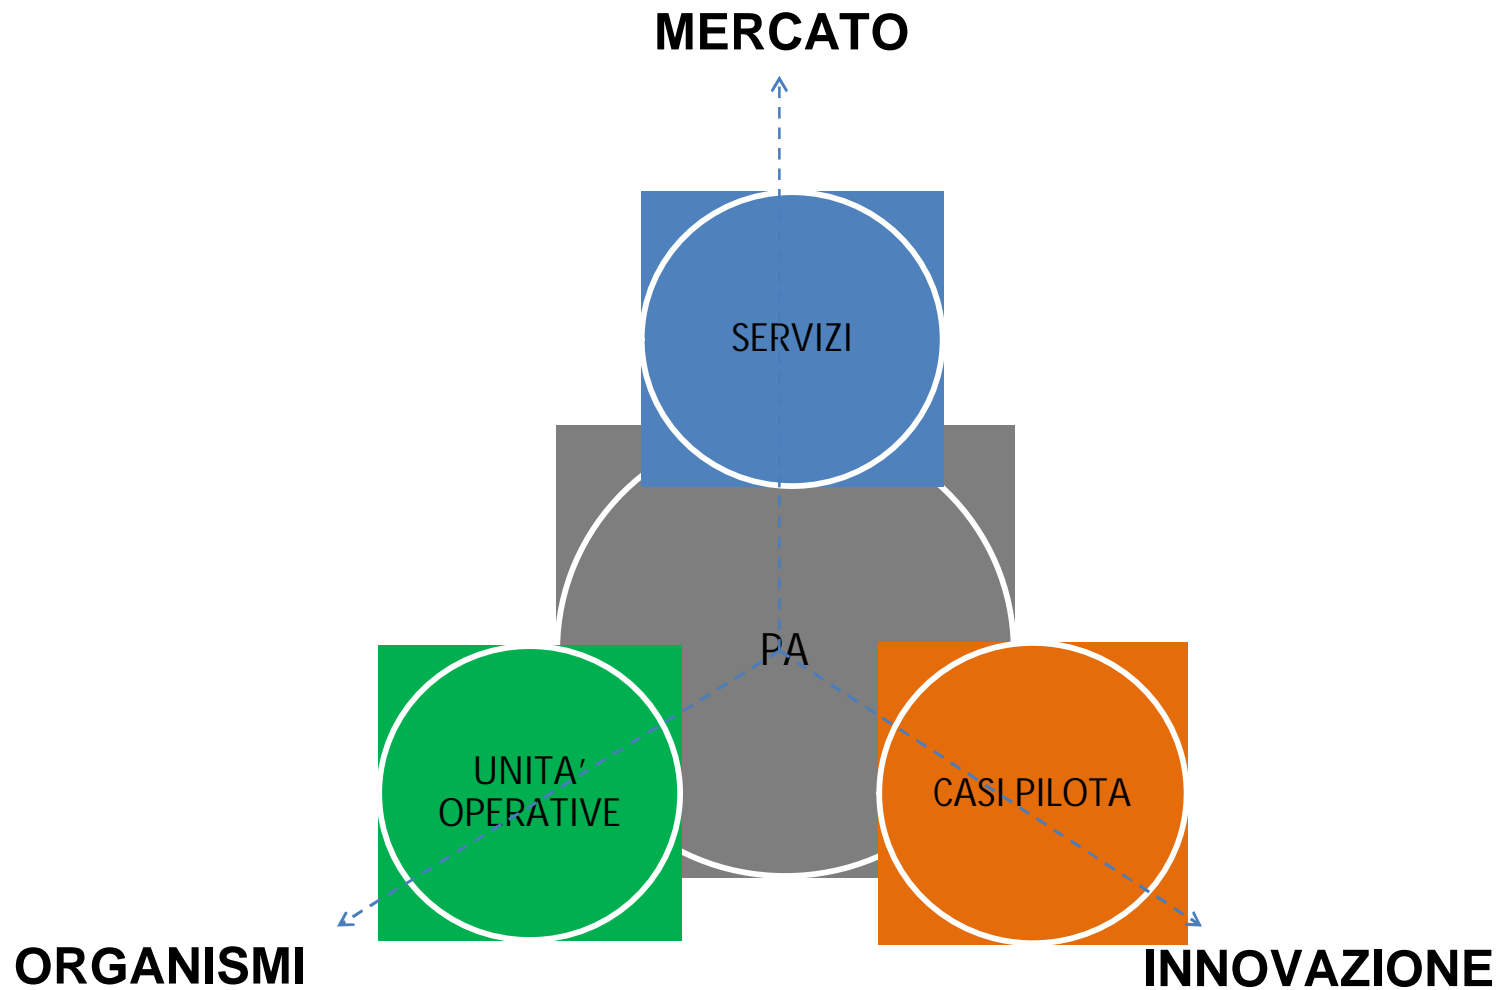 MERCATO
SERVIZI
PA
UNITA'
OPERATIVE
CASI PILOTA
ORGANISMI
INNOVAZIONE